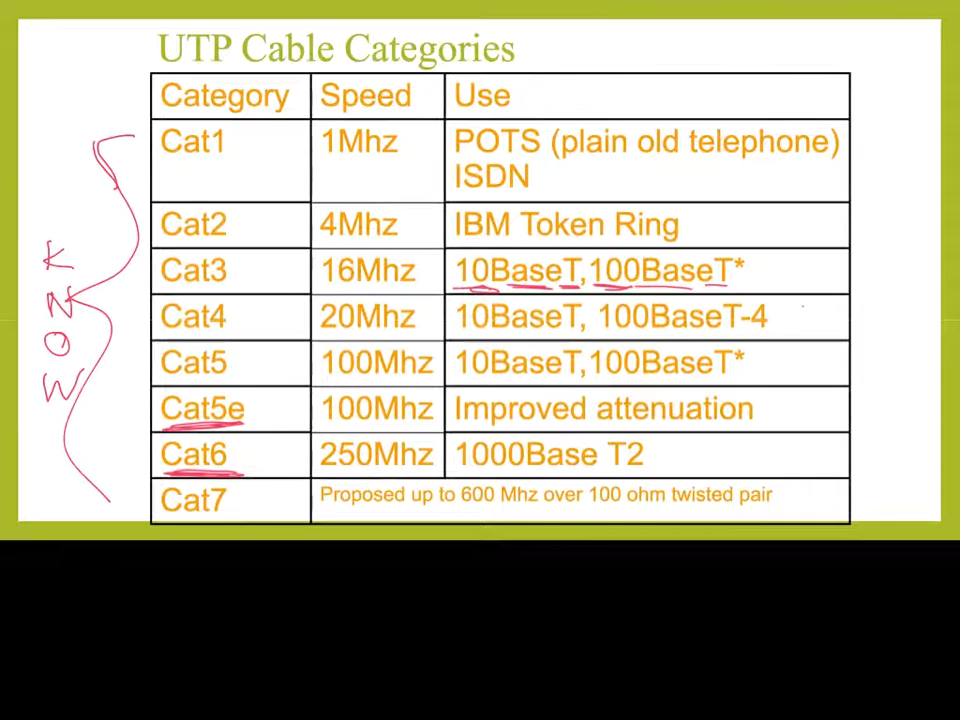 UTP Cable Categories
Category Speed Use
Cat1 1Mhz POTS (plain old telephone)
ISDN
Cat2 4Mhz IBM Token Ring
Cat3 16Mhz 10BaseT,100BaseT*
Cat4 20Mhz 10BaseT, 100BaseT-4
Cat5 100Mhz 10BaseT,100BaseT*
Cat5e 100Mhz Improved attenuation
Cat6 250Mhz 1000Base T2
Cat7 Proposed up to 600 Mhz over 100 ohm twisted pair